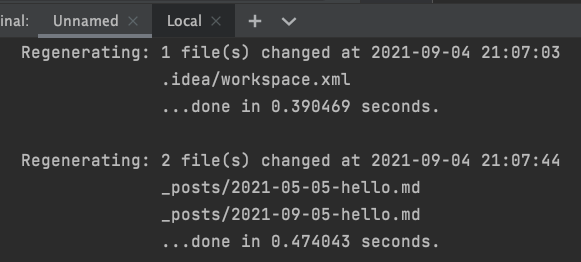 inal: Unnamed × Local × +
Regenerating: 1 file(s) changed at 2021-09-04 21:07:03
.idea/workspace.xml
...done in 0.390469 seconds.
Regenerating: 2 file(s) changed at 2021-09-04 21:07:44
_posts/2021-05-05-hello.md
_posts/2021-09-05-hello.md
...done in 0.474043 seconds.